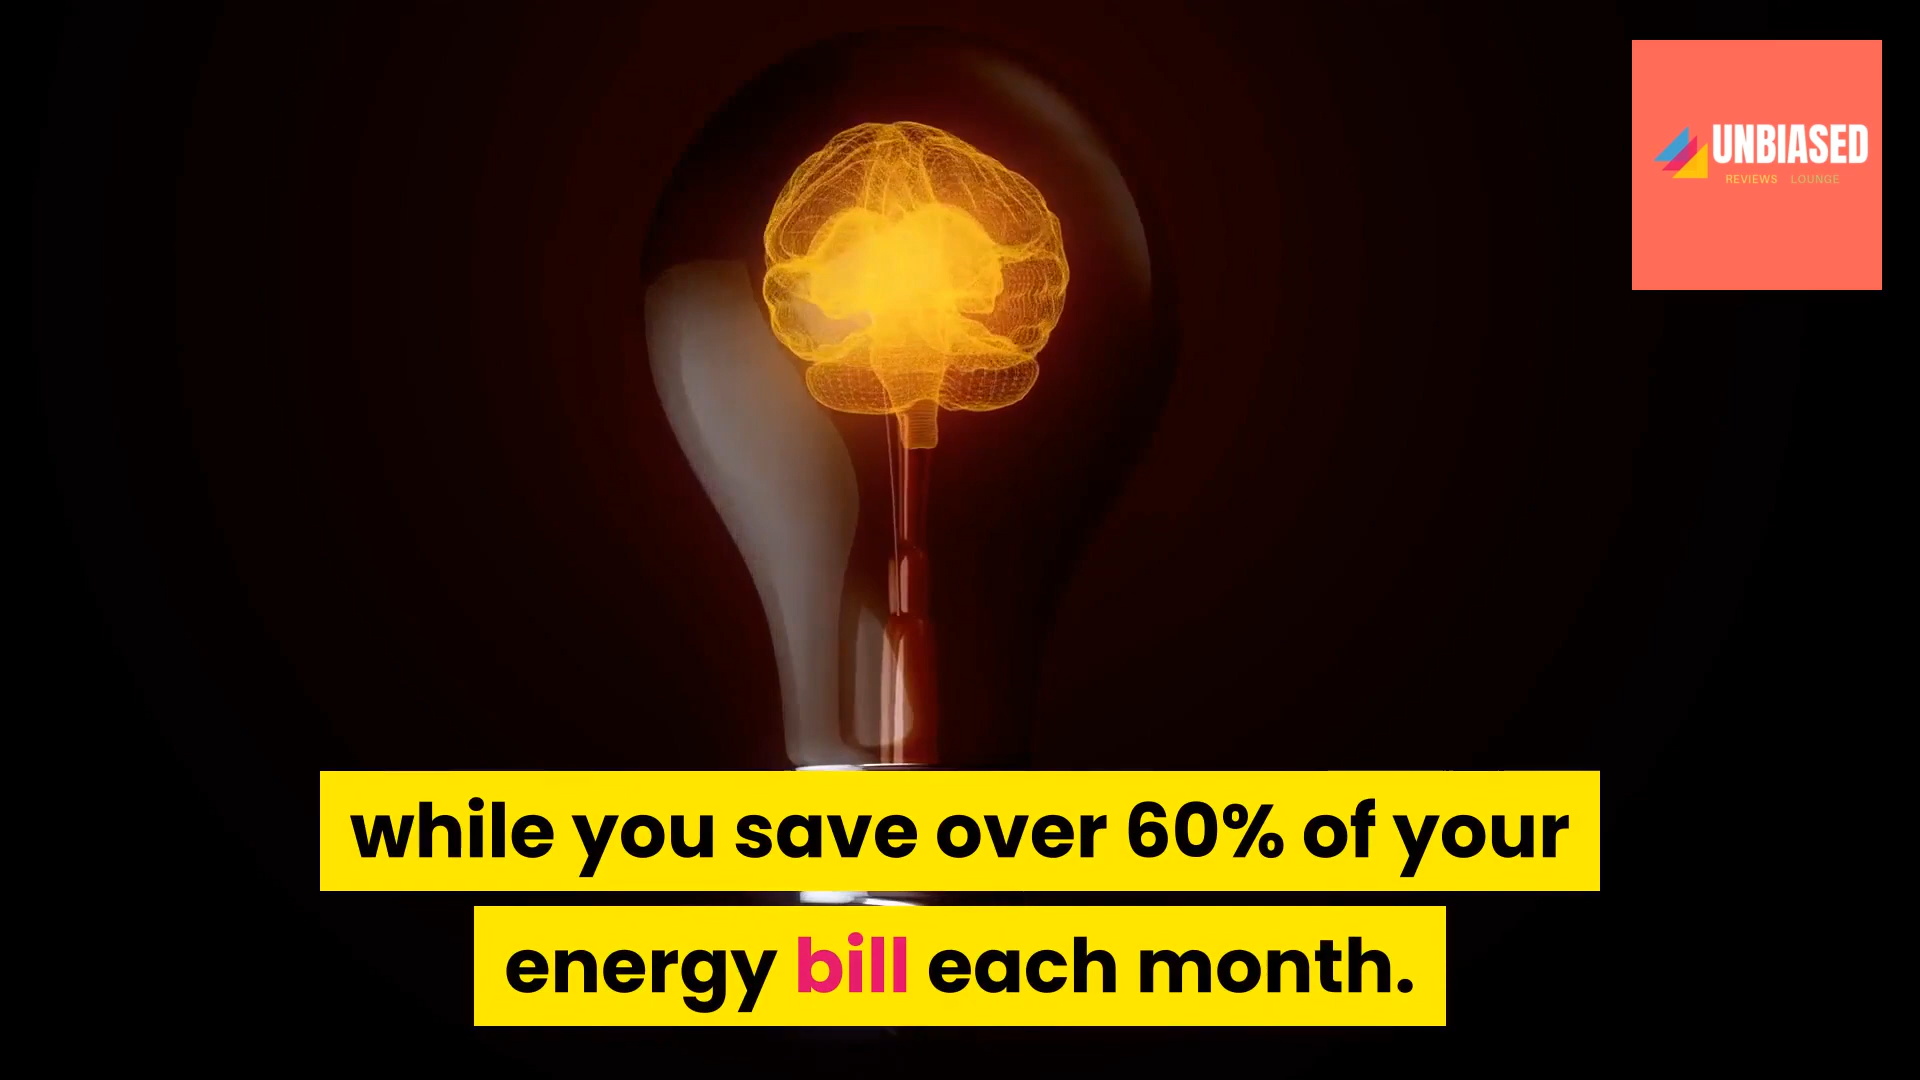 UNBIASED
REVIEWS LOUNGE
while you save over 60% of your
energy bill each month.